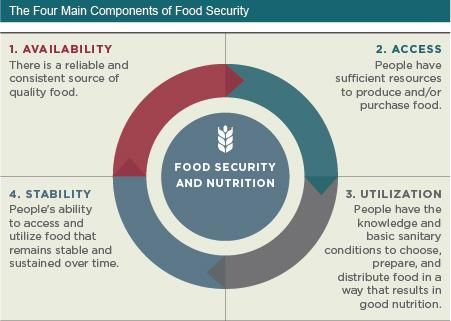 The Four Main Components of Food Security
1. AVAILABILITY
There is a reliable and
consistent source of
quality food.
2. ACCESS
People have
sufficient resources
to produce and/or
purchase food.
FOOD SECURITY
AND NUTRITION
3. UTILIZATION
People have the
knowledge and
basic sanitary
conditions to choose,
prepare, and
distribute food in a
way that results in
good nutrition.
4. STABILITY
People's ability
to access and
utilize food that
remains stable and
sustained over time.